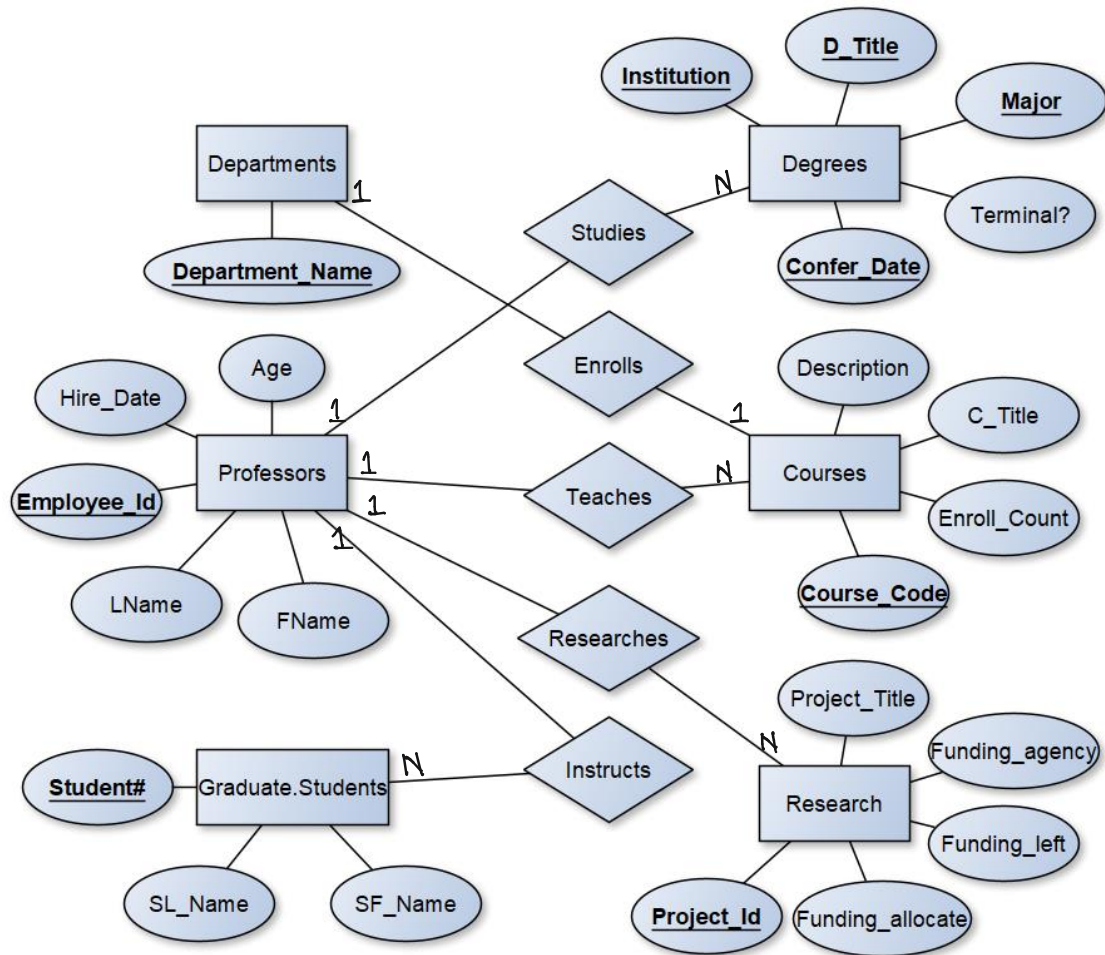 D_Title
Institution
Major
Departments
Degrees
1
N
Studies
Terminal?
Department_Name
Confer_Date
Age
Enrolls
Description
Hire_Date
C_Title
1
1
Professors
1
Teaches
N
Courses
Employee_Id
1
Enroll_Count
1
LName
FName
Course_Code
Researches
Project_Title
N
Funding_agency
N
Student#
Graduate.Students
Instructs
Research
Funding_left
SL_Name
SF_Name
Project_Id
Funding_allocate